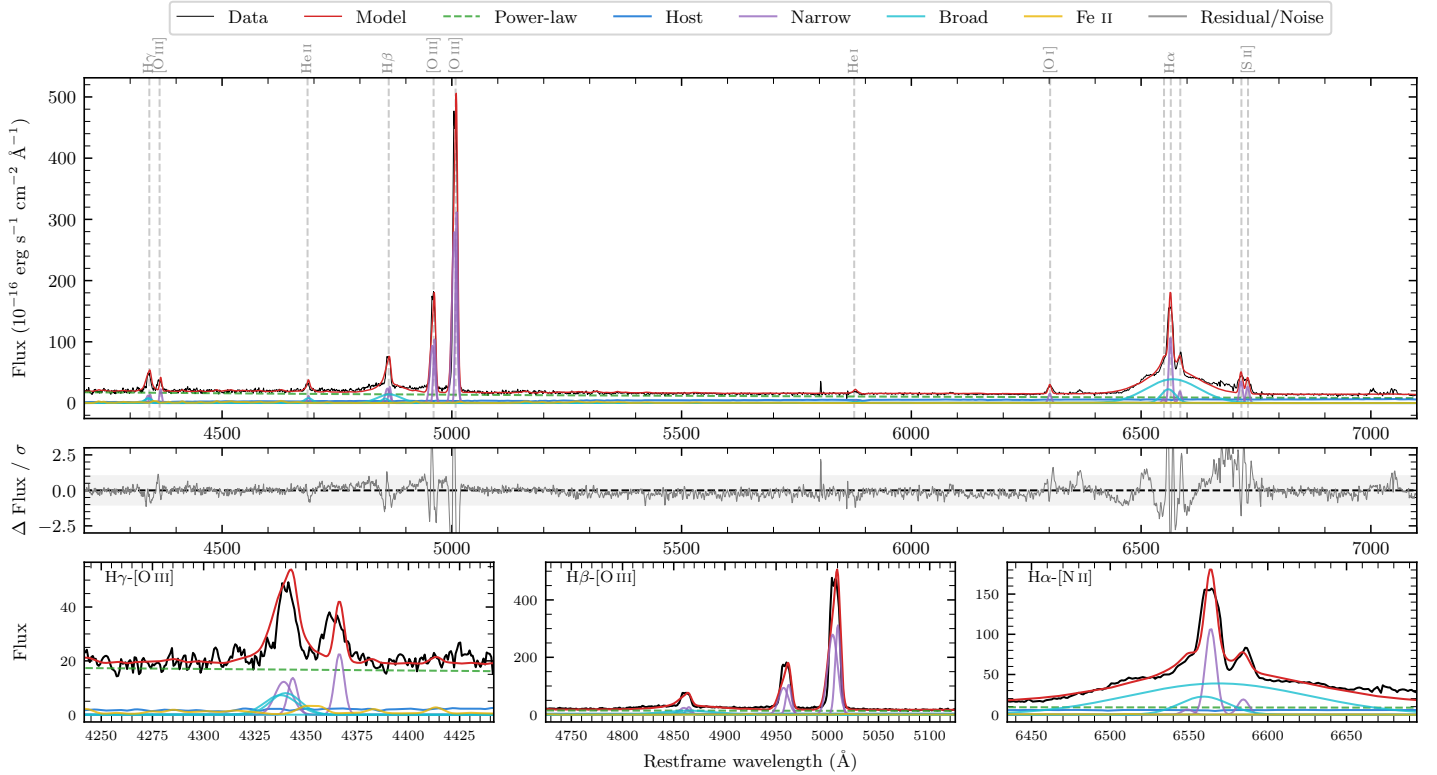 Data Model Power-law Host Narrow Broad Fe II Residual/Noise
Hγ [O III] He II Hβ [O III] [O III] He I [O I] Hα [S II]
Flux (10⁻¹⁶ erg s⁻¹ cm⁻² Å⁻¹)
500
400
300
200
100
0
4500 5000 5500 6000 6500 7000
Δ Flux / σ
2.5
0.0
−2.5
4500 5000 5500 6000 6500 7000
Flux
Hγ-[O III]
40
20
0
4250 4275 4300 4325 4350 4375 4400 4425
Hβ-[O III]
400
200
0
4750 4800 4850 4900 4950 5000 5050 5100
Hα-[N II]
150
100
50
0
6450 6500 6550 6600 6650
Restframe wavelength (Å)